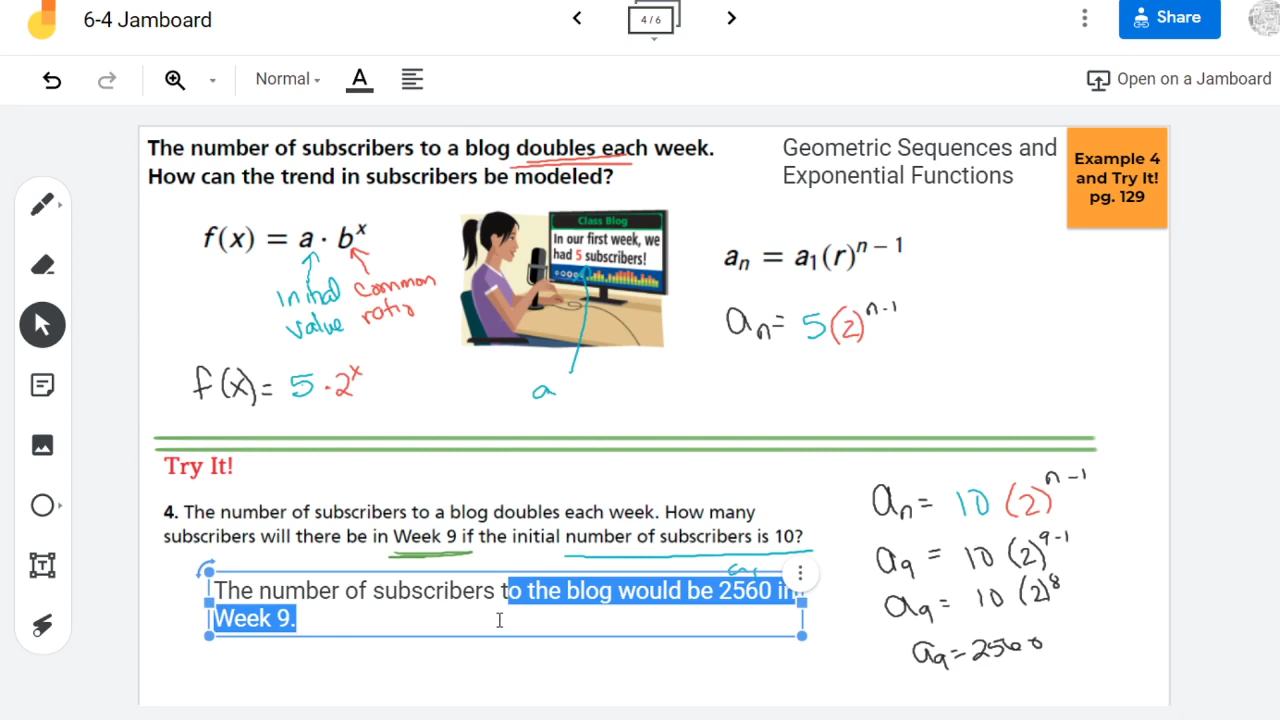 6-4 Jamboard
4 / 6
Share
Normal
A
Open on a Jamboard
The number of subscribers to a blog doubles each week.
How can the trend in subscribers be modeled?
Geometric Sequences and
Exponential Functions
Example 4
and Try It!
pg. 129
f(x) = a · b^x
Initial
value
common
ratio
f(x) = 5 · 2^x
Class Blog
In our first week, we
had 5 subscribers!
a
a_n = a_1(r)^{n – 1}
a_n = 5(2)^{n-1}
Try It!
4. The number of subscribers to a blog doubles each week. How many
subscribers will there be in Week 9 if the initial number of subscribers is 10?
a_1
The number of subscribers to the blog would be 2560 in
Week 9.
a_n = 10 (2)^{n-1}
a_9 = 10 (2)^{9-1}
a_9 = 10 (2)^8
a_9 = 2560